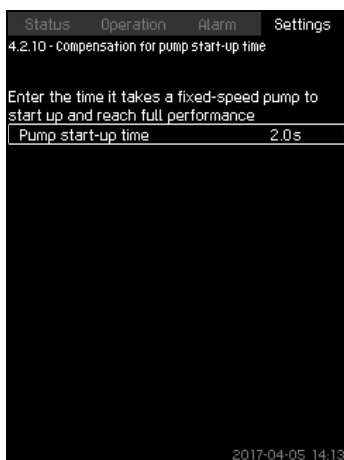 Status Operation Alarm Settings
4.2.10 - Compensation for pump start-up time
Enter the time it takes a fixed-speed pump to
start up and reach full performance
Pump start-up time 2.0s
2017-04-05 14:13